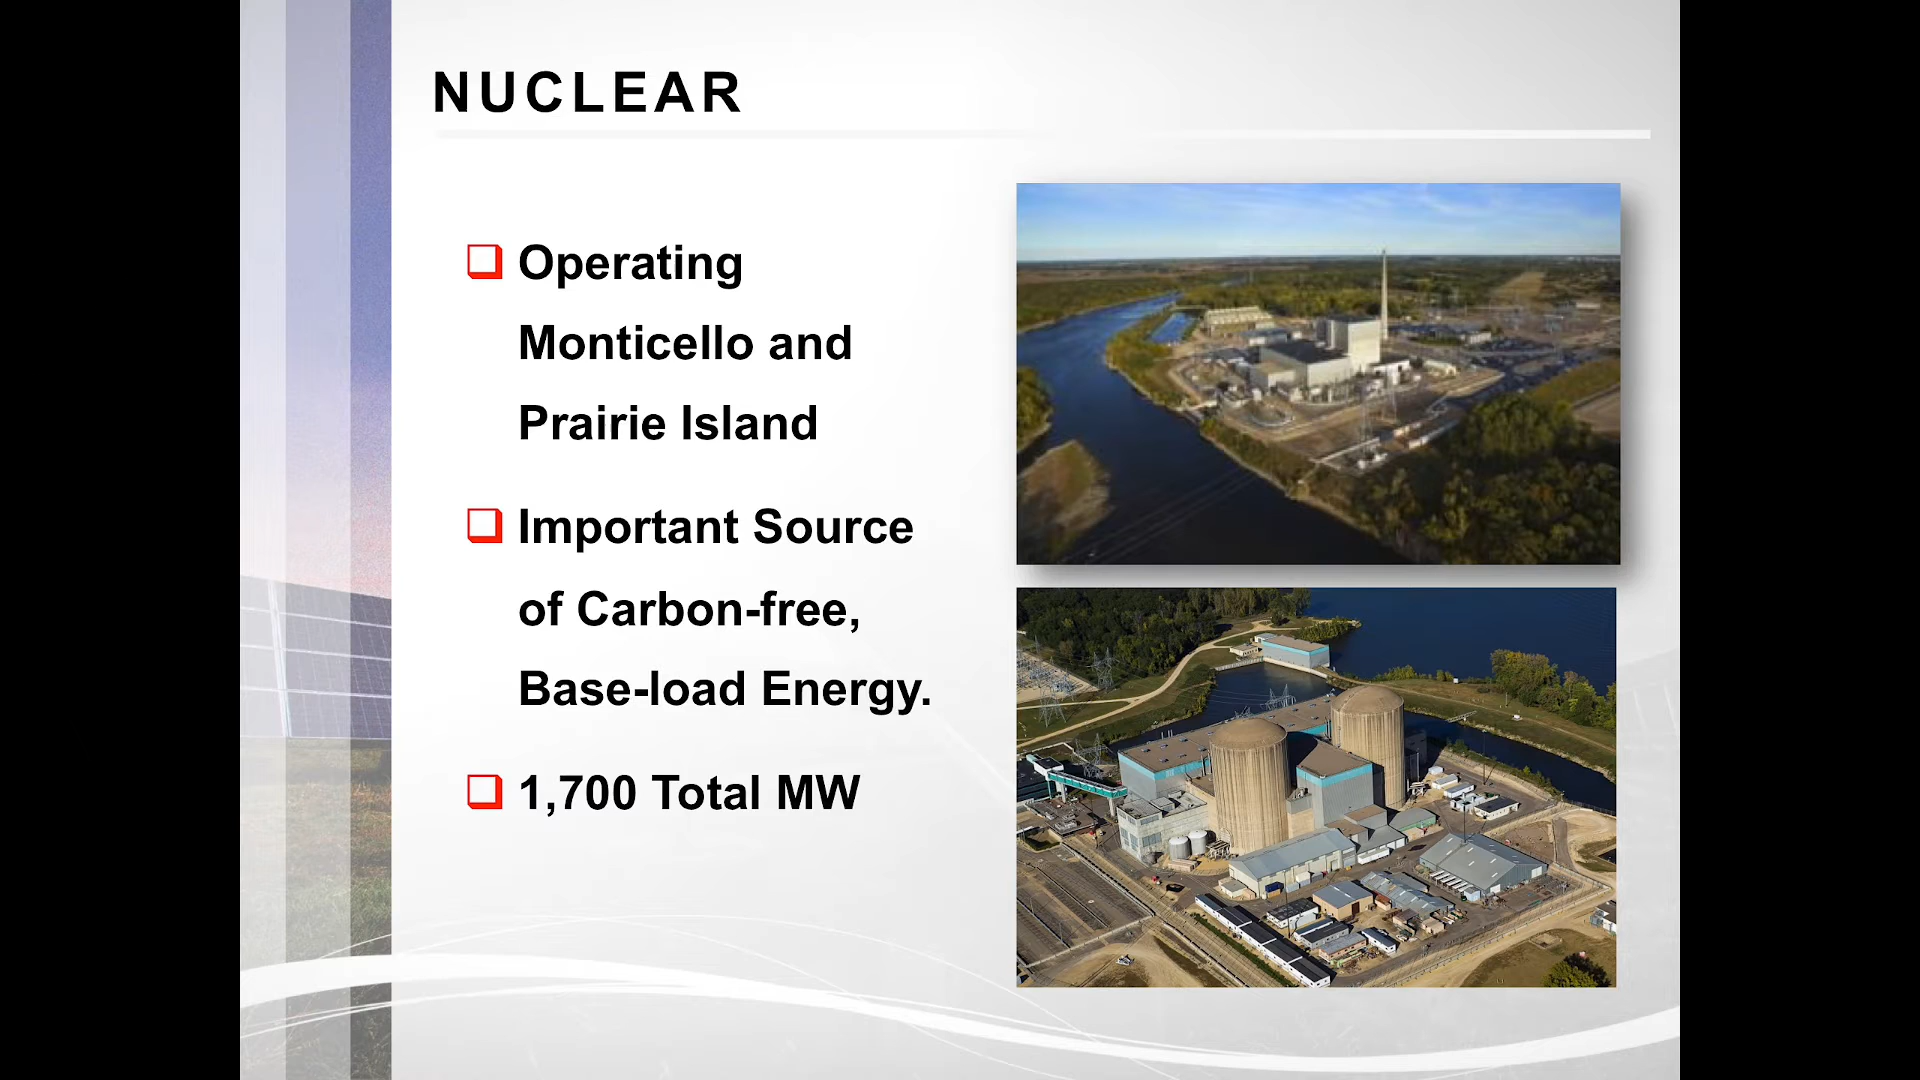 NUCLEAR
Operating
Monticello and
Prairie Island
Important Source
of Carbon-free,
Base-load Energy.
1,700 Total MW